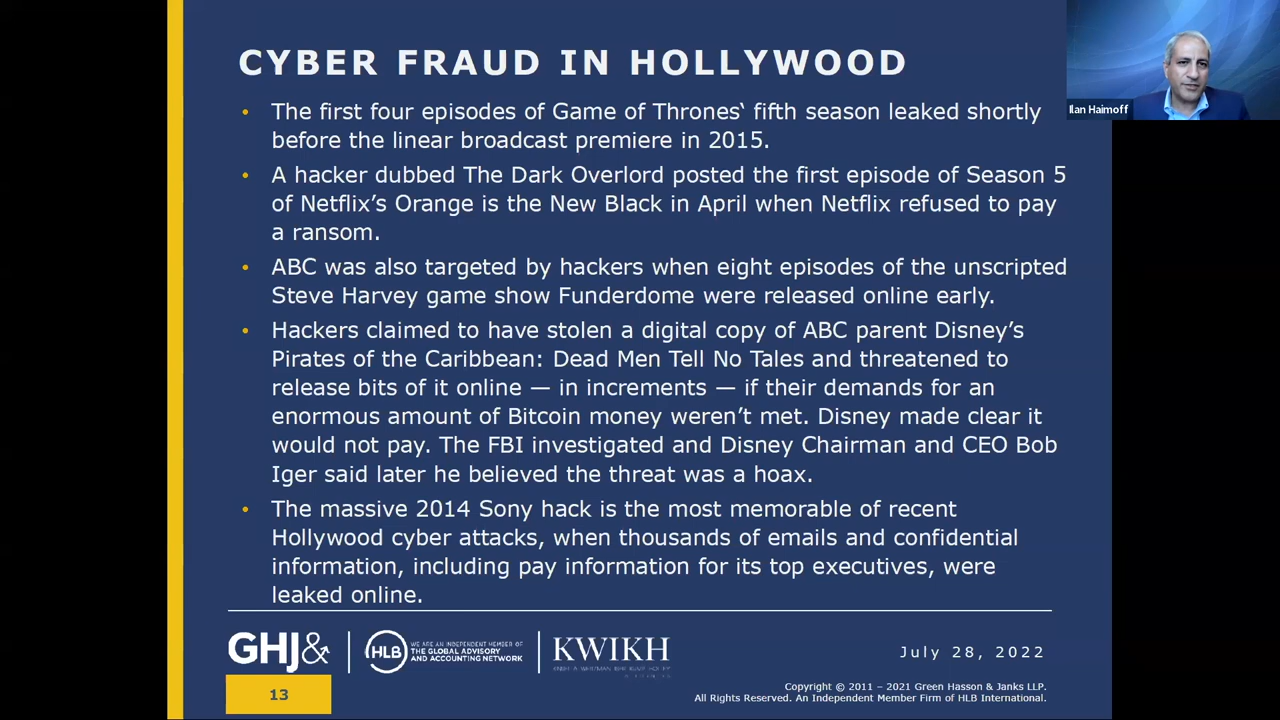 CYBER FRAUD IN HOLLYWOOD
Ilan Haimoff
• The first four episodes of Game of Thrones‘ fifth season leaked shortly
before the linear broadcast premiere in 2015.
• A hacker dubbed The Dark Overlord posted the first episode of Season 5
of Netflix’s Orange is the New Black in April when Netflix refused to pay
a ransom.
• ABC was also targeted by hackers when eight episodes of the unscripted
Steve Harvey game show Funderdome were released online early.
• Hackers claimed to have stolen a digital copy of ABC parent Disney’s
Pirates of the Caribbean: Dead Men Tell No Tales and threatened to
release bits of it online — in increments — if their demands for an
enormous amount of Bitcoin money weren’t met. Disney made clear it
would not pay. The FBI investigated and Disney Chairman and CEO Bob
Iger said later he believed the threat was a hoax.
• The massive 2014 Sony hack is the most memorable of recent
Hollywood cyber attacks, when thousands of emails and confidential
information, including pay information for its top executives, were
leaked online.
GHJ&
HLB
WE ARE AN INDEPENDENT MEMBER OF
THE GLOBAL ADVISORY
AND ACCOUNTING NETWORK
KWIKH
July 28, 2022
13
Copyright © 2011 – 2021 Green Hasson & Janks LLP.
All Rights Reserved. An Independent Member Firm of HLB International.